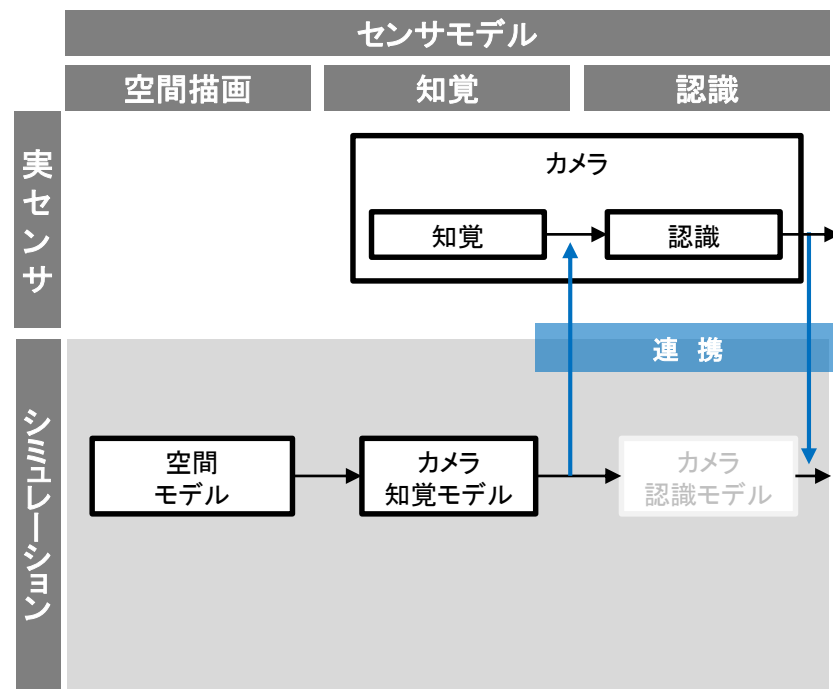 センサモデル
空間描画
知覚
認識
実センサ
カメラ
知覚
認識
連 携
シミュレーション
空間
モデル
カメラ
知覚モデル
カメラ
認識モデル